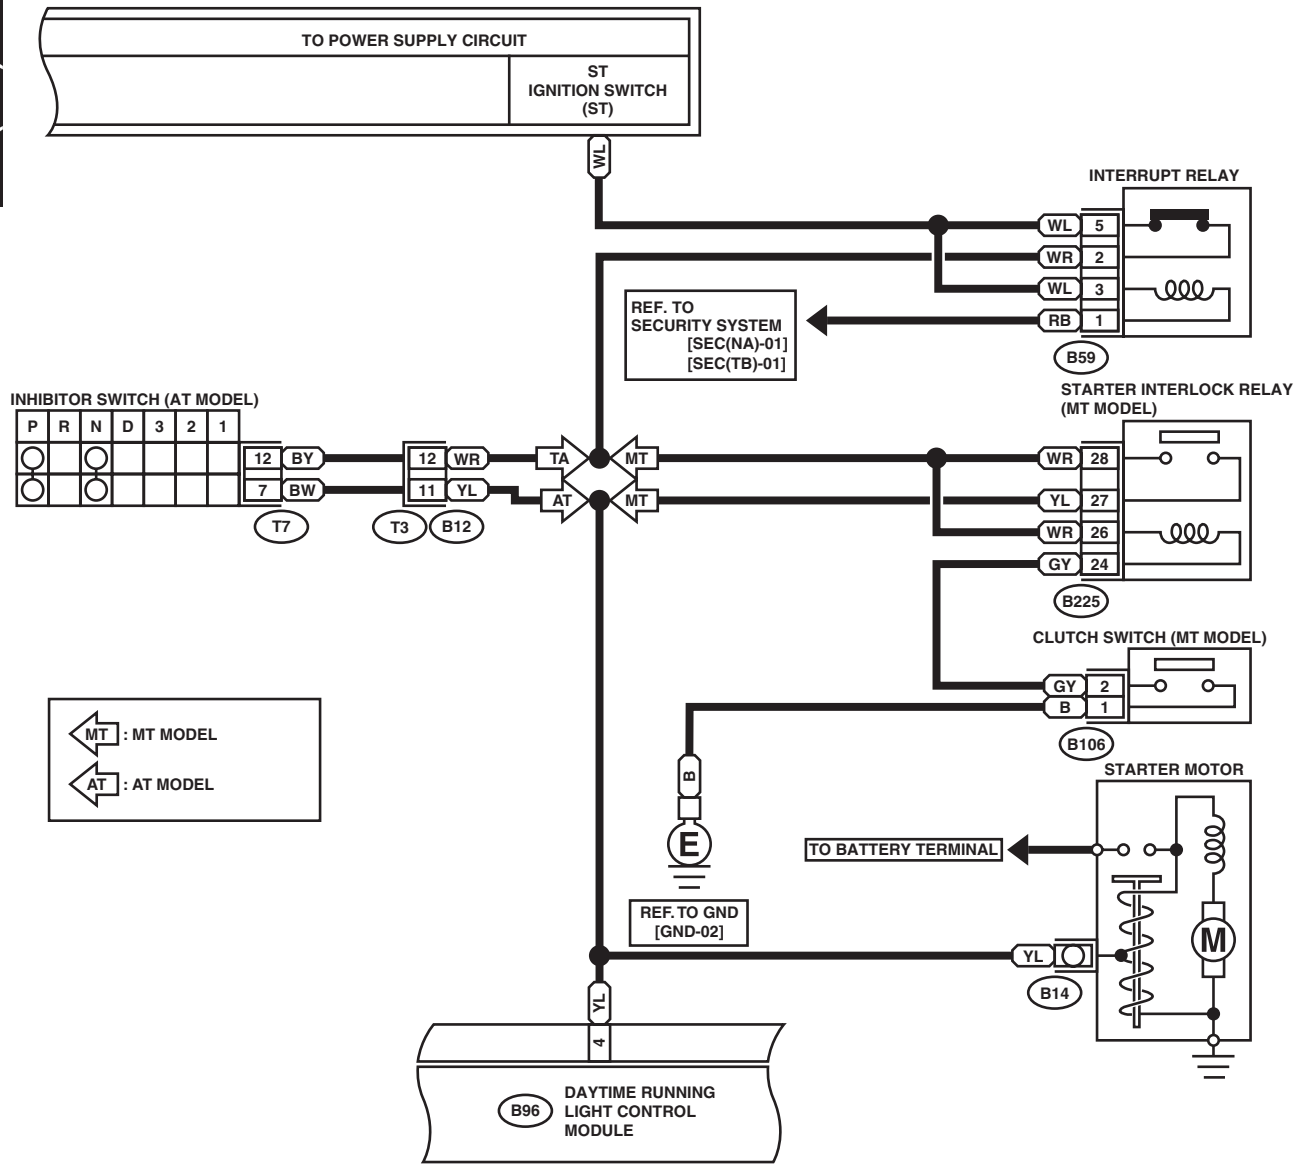 TO POWER SUPPLY CIRCUIT
ST
IGNITION SWITCH
(ST)
WL
INTERRUPT RELAY
WL 5
WR 2
WL 3
RB 1
B59
REF. TO
SECURITY SYSTEM
[SEC(NA)-01]
[SEC(TB)-01]
STARTER INTERLOCK RELAY
(MT MODEL)
INHIBITOR SWITCH (AT MODEL)
P R N D 3 2 1
12 BY 12 WR TA MT WR 28
7 BW 11 YL AT MT YL 27
WR 26
GY 24
T7 T3 B12
B225
CLUTCH SWITCH (MT MODEL)
GY 2
B 1
B106
MT : MT MODEL
AT : AT MODEL
B
E
STARTER MOTOR
TO BATTERY TERMINAL
REF. TO GND
[GND-02]
M
YL
B14
YL
4
B96
DAYTIME RUNNING
LIGHT CONTROL
MODULE